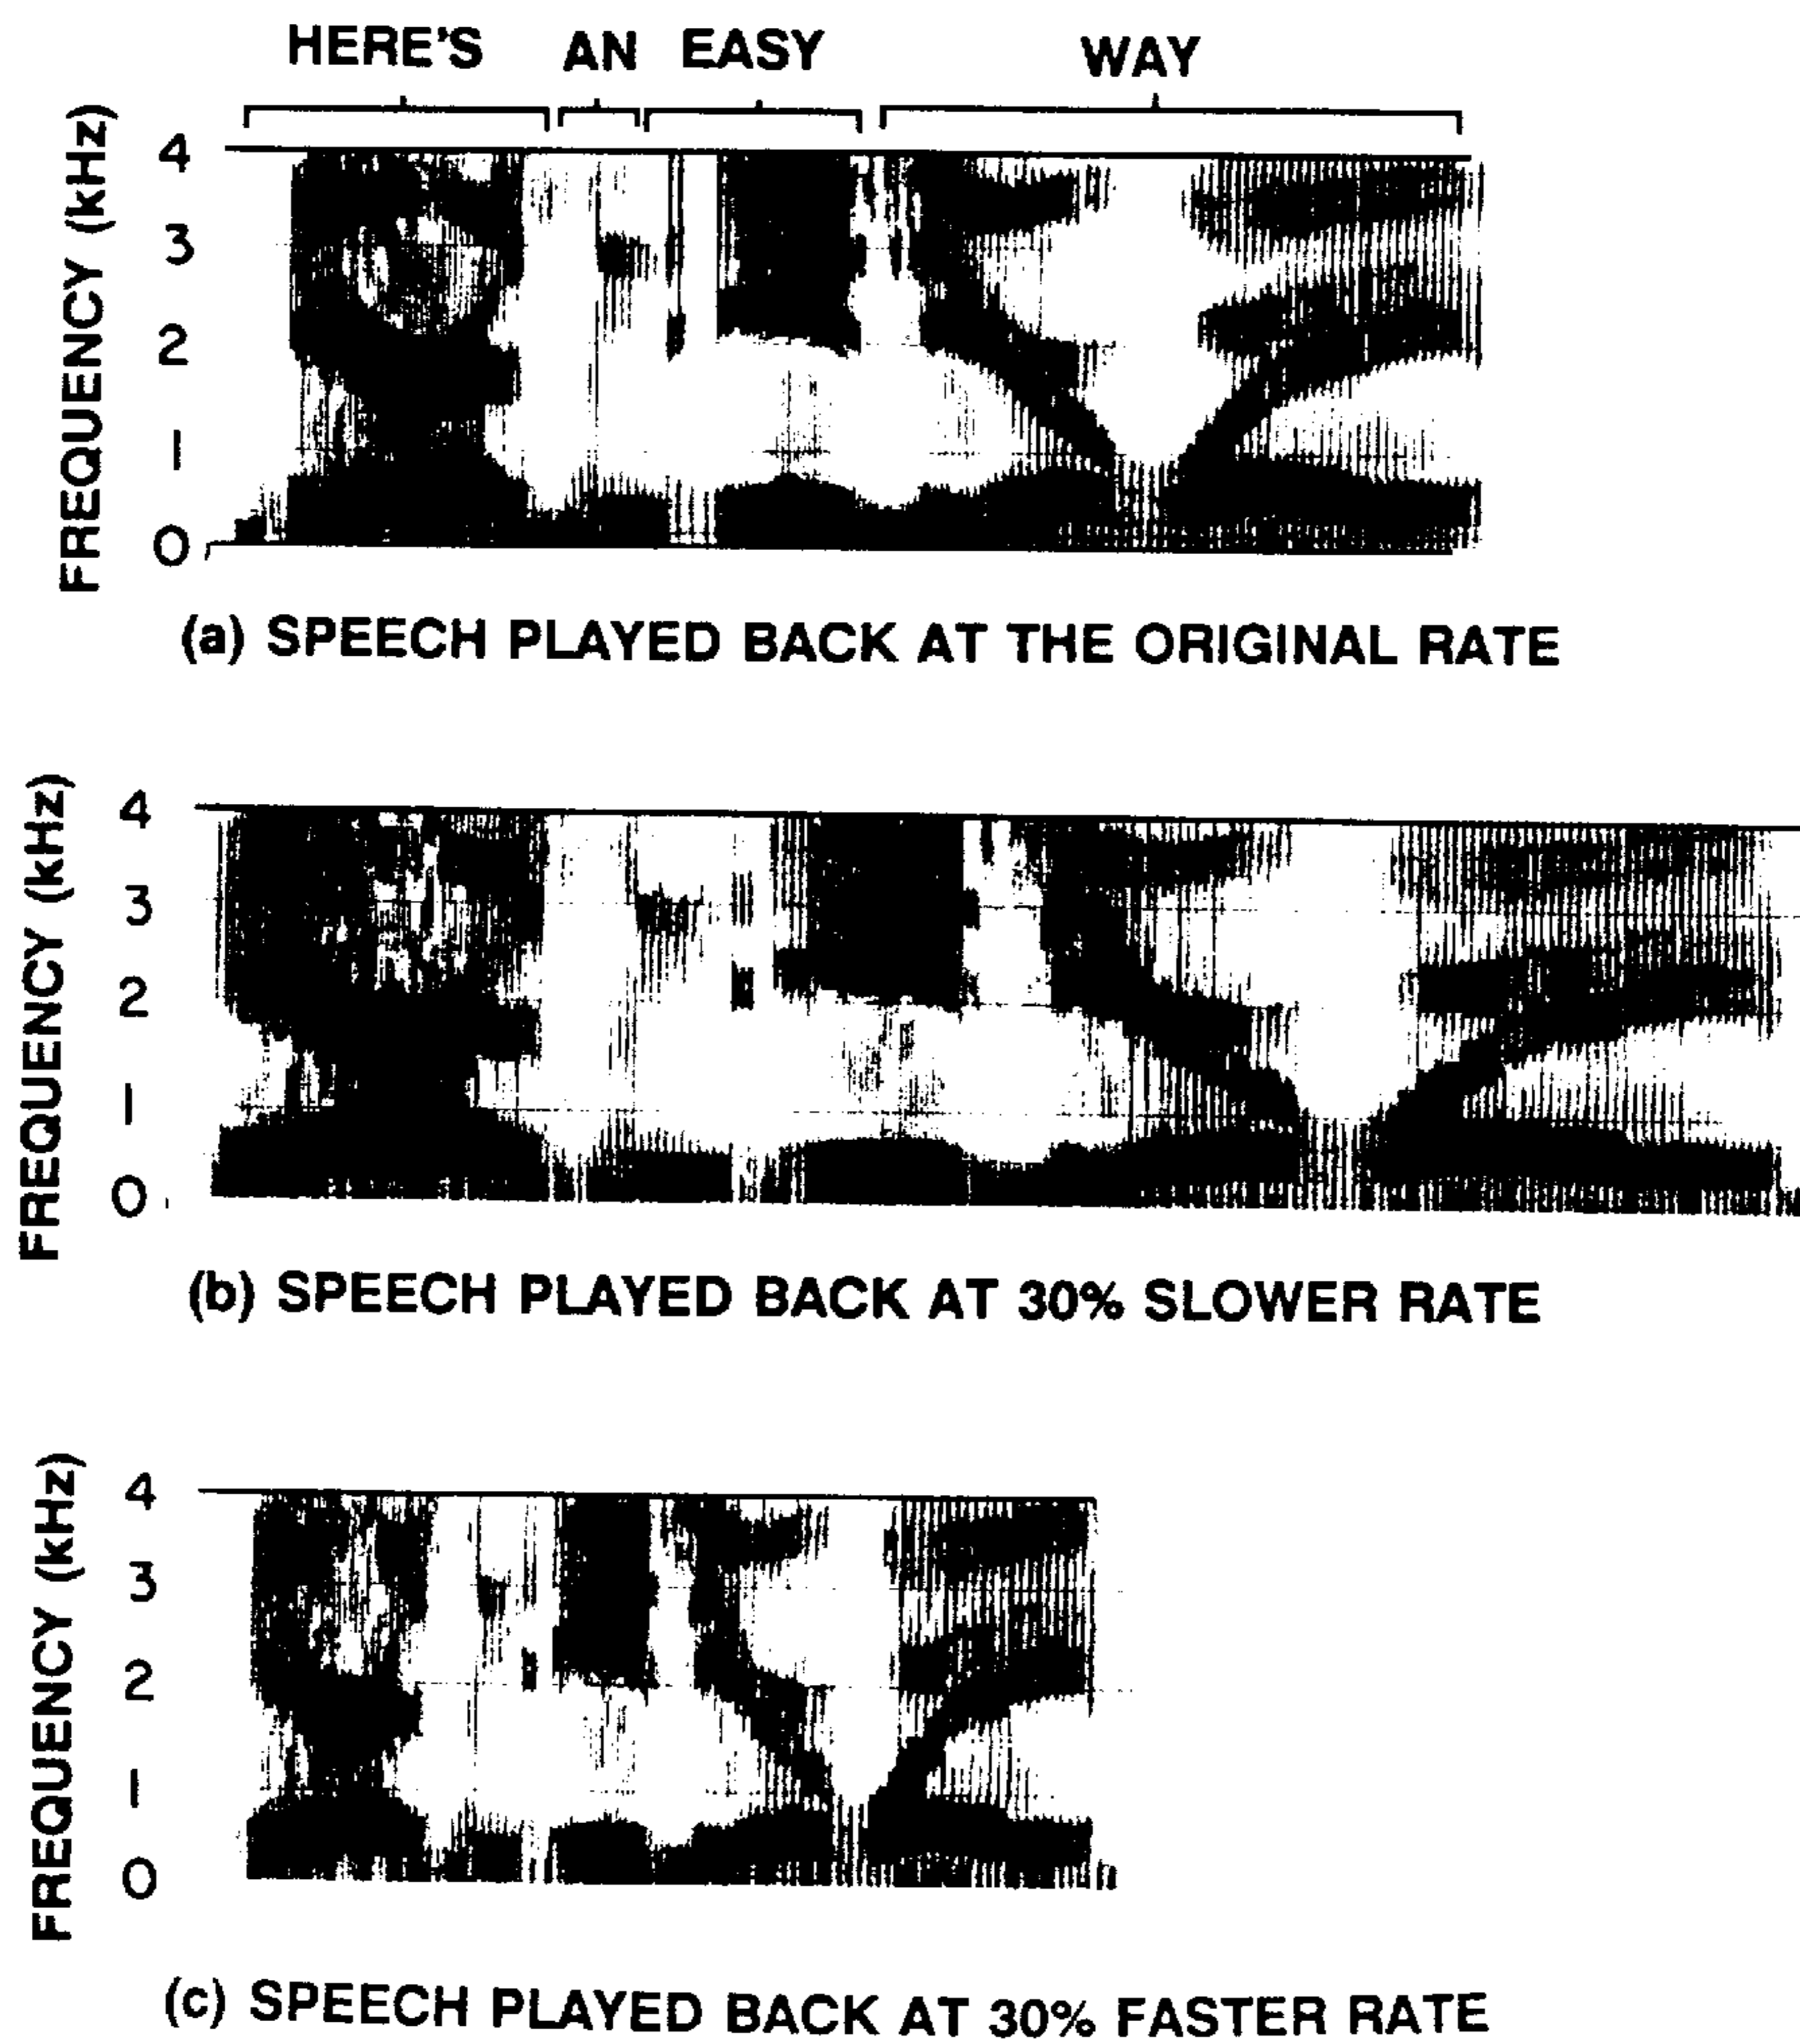 HERE'S AN EASY WAY
FREQUENCY (kHz)
4
3
2
1
0
(a) SPEECH PLAYED BACK AT THE ORIGINAL RATE
FREQUENCY (kHz)
4
3
2
1
0
(b) SPEECH PLAYED BACK AT 30% SLOWER RATE
FREQUENCY (kHz)
4
3
2
1
0
(c) SPEECH PLAYED BACK AT 30% FASTER RATE